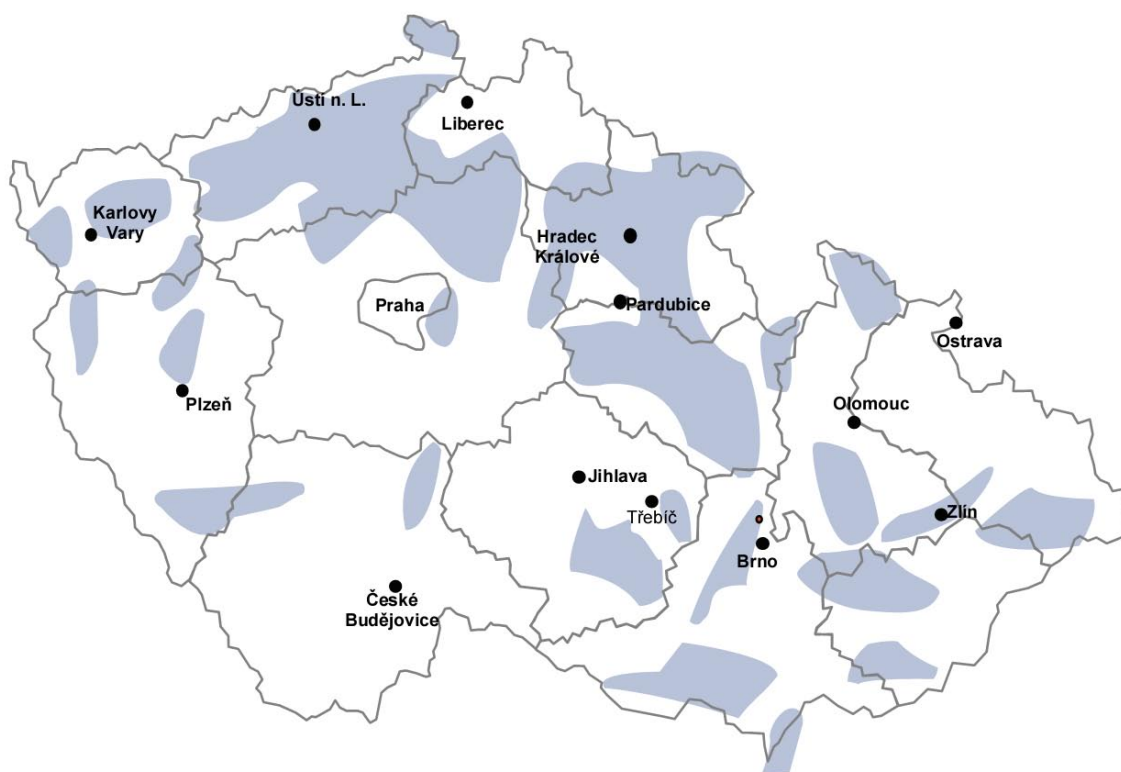 Ústí n. L.
Liberec
Karlovy
Vary
Hradec
Králové
Praha
Pardubice
Ostrava
Plzeň
Olomouc
Jihlava
Třebíč
Zlín
Brno
České
Budějovice